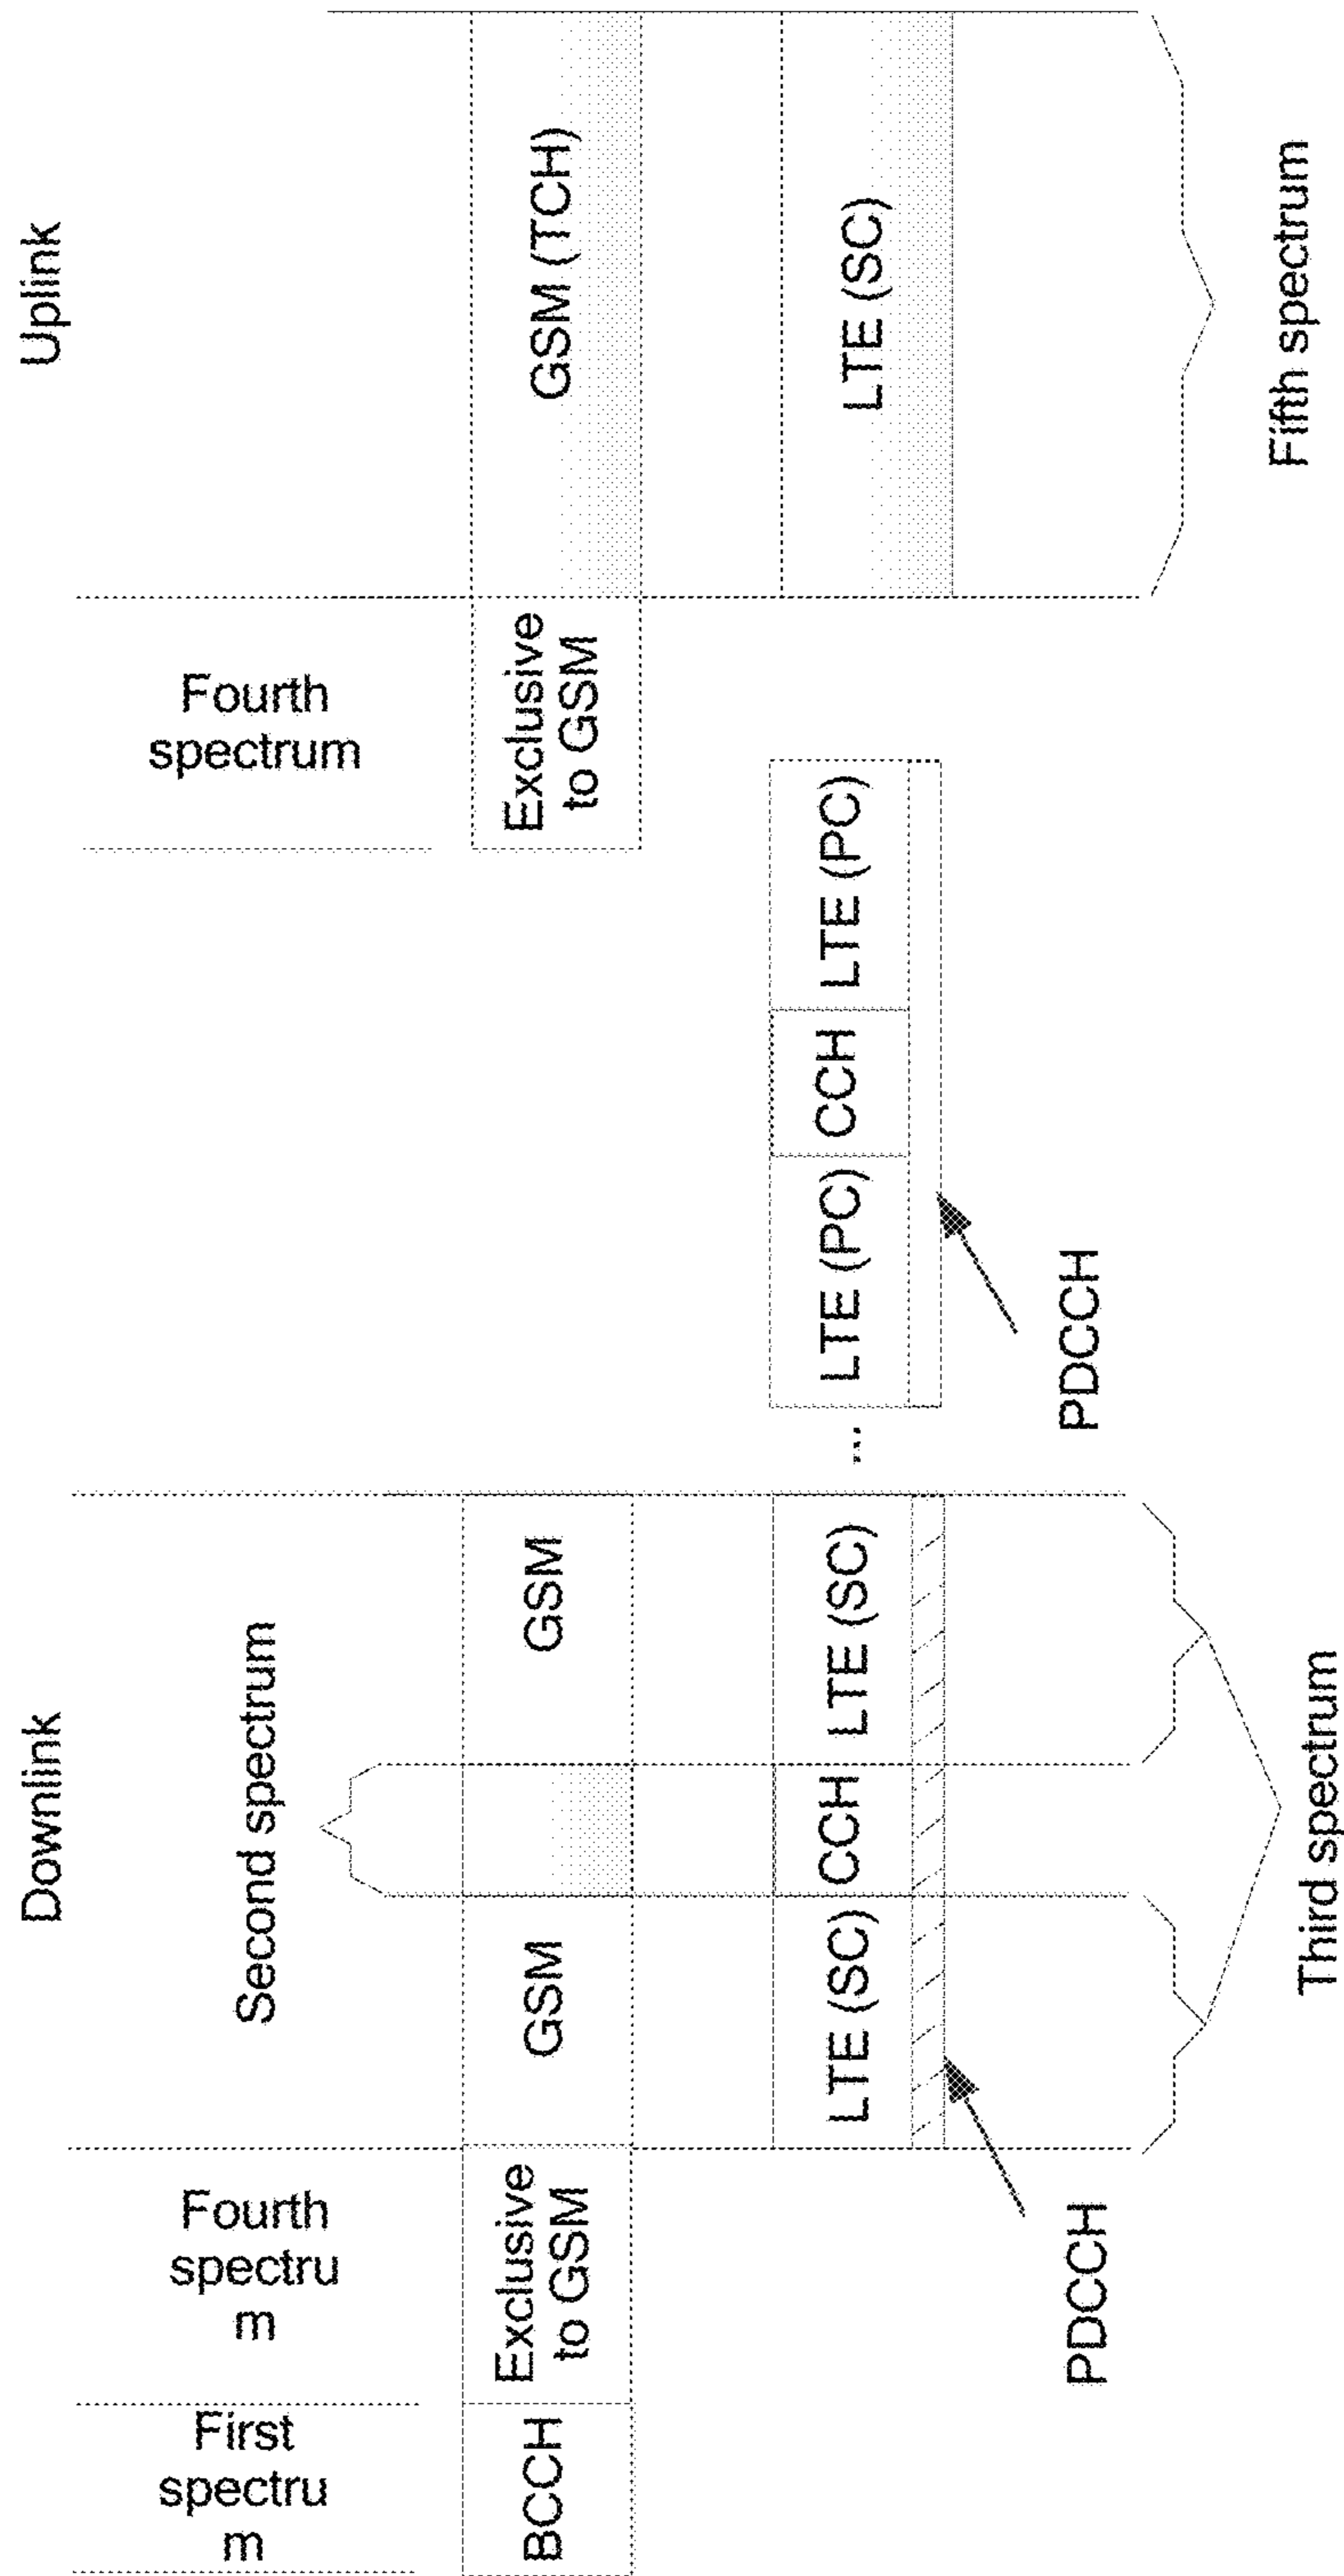 Downlink
Uplink
First
spectru
m
Fourth
spectru
m
Second spectrum
Fourth
spectrum
BCCH
Exclusive
to GSM
GSM
GSM
Exclusive
to GSM
GSM (TCH)
LTE (SC)
CCH
LTE (SC)
...
LTE (PC)
CCH
LTE (PC)
LTE (SC)
PDCCH
PDCCH
Third spectrum
Fifth spectrum